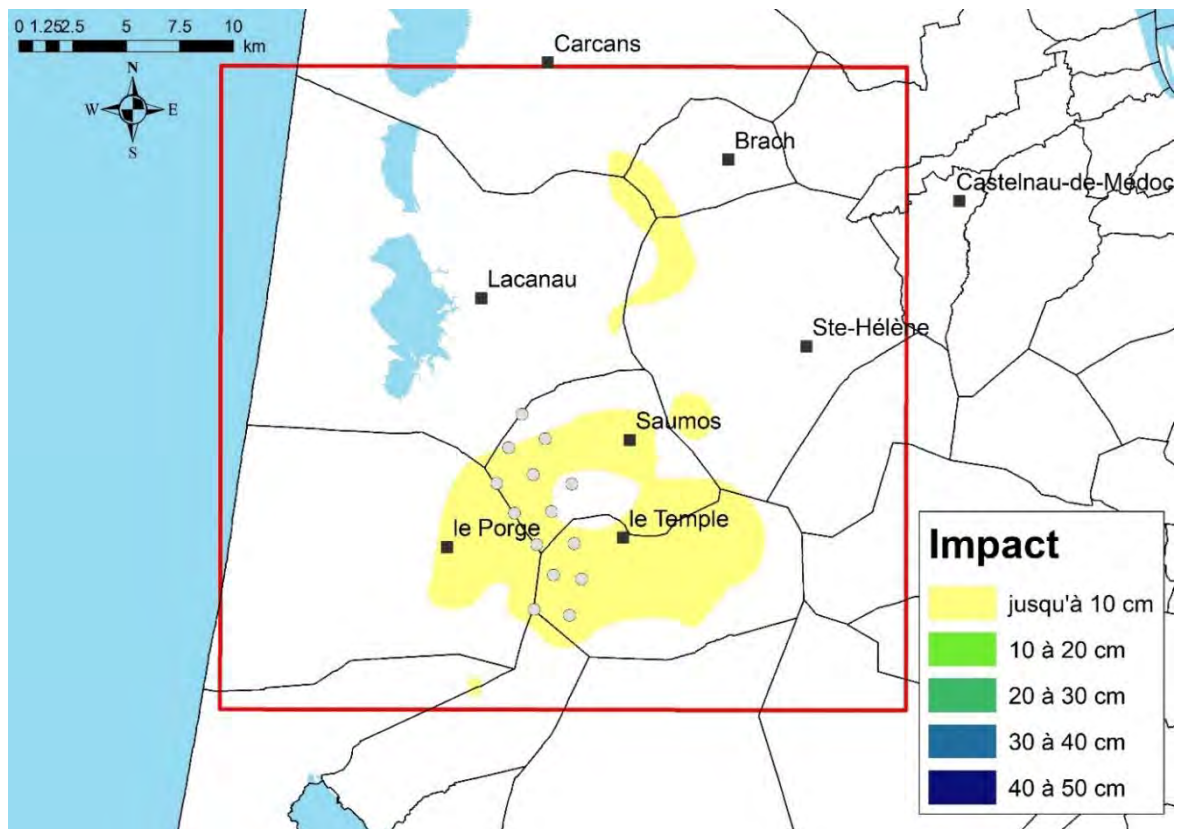 0 1.25 2.5 5 7.5 10
km
N
W E
S
Carcans
Brach
Castelnau-de-Médoc
Lacanau
Ste-Hélène
Saumos
le Porge
le Temple
Impact
jusqu'à 10 cm
10 à 20 cm
20 à 30 cm
30 à 40 cm
40 à 50 cm